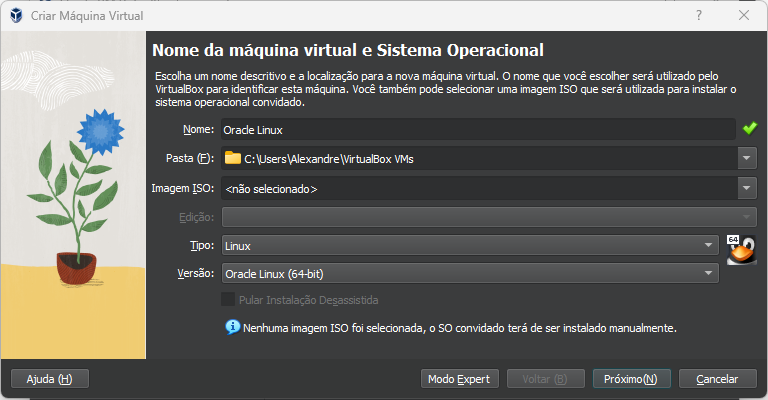 Criar Máquina Virtual
?
Nome da máquina virtual e Sistema Operacional
Escolha um nome descritivo e a localização para a nova máquina virtual. O nome que você escolher será utilizado pelo
VirtualBox para identificar esta máquina. Você também pode selecionar uma imagem ISO que será utilizada para instalar o
sistema operacional convidado.
Nome: Oracle Linux
Pasta (F): C:\Users\Alexandre\VirtualBox VMs
Imagem ISO: <não selecionado>
Edição:
Tipo: Linux
64
Versão: Oracle Linux (64-bit)
Pular Instalação Desassistida
Nenhuma imagem ISO foi selecionada, o SO convidado terá de ser instalado manualmente.
Ajuda (H) Modo Expert Voltar (B) Próximo(N) Cancelar